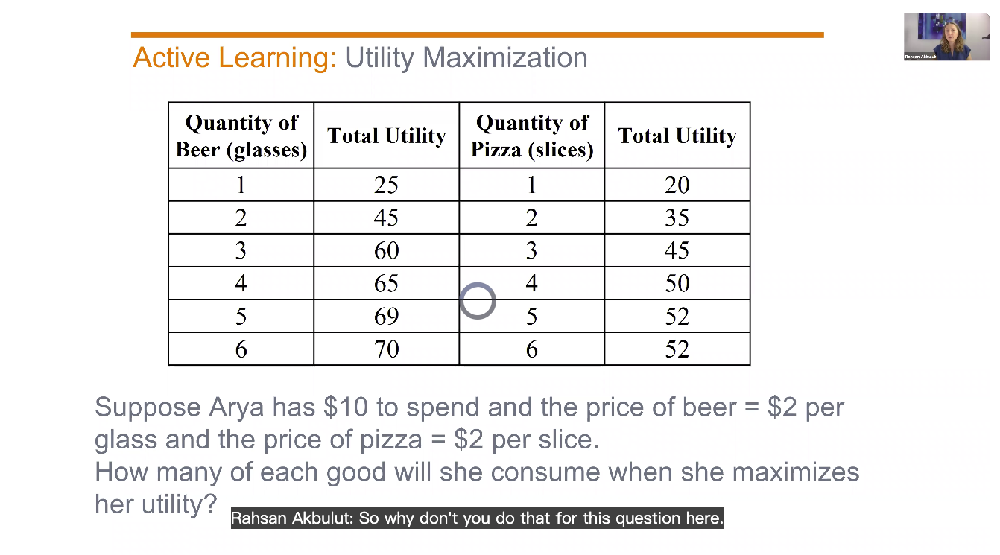 Active Learning: Utility Maximization
Rahsan Akbulut
Quantity of Beer (glasses) Total Utility Quantity of Pizza (slices) Total Utility
1 25 1 20
2 45 2 35
3 60 3 45
4 65 4 50
5 69 5 52
6 70 6 52
Suppose Arya has $10 to spend and the price of beer = $2 per
glass and the price of pizza = $2 per slice.
How many of each good will she consume when she maximizes
her utility?
Rahsan Akbulut: So why don't you do that for this question here.